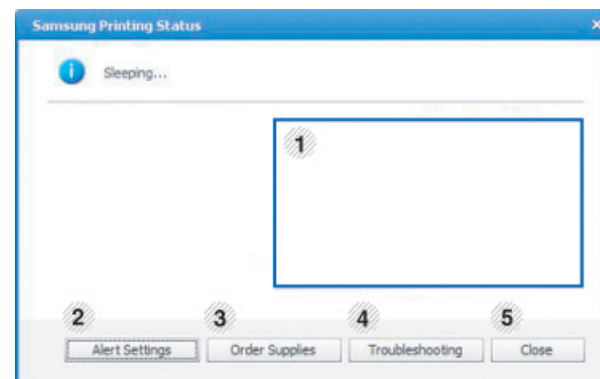 Samsung Printing Status
x
Sleeping...
1
2 3 4 5
Alert Settings Order Supplies Troubleshooting Close